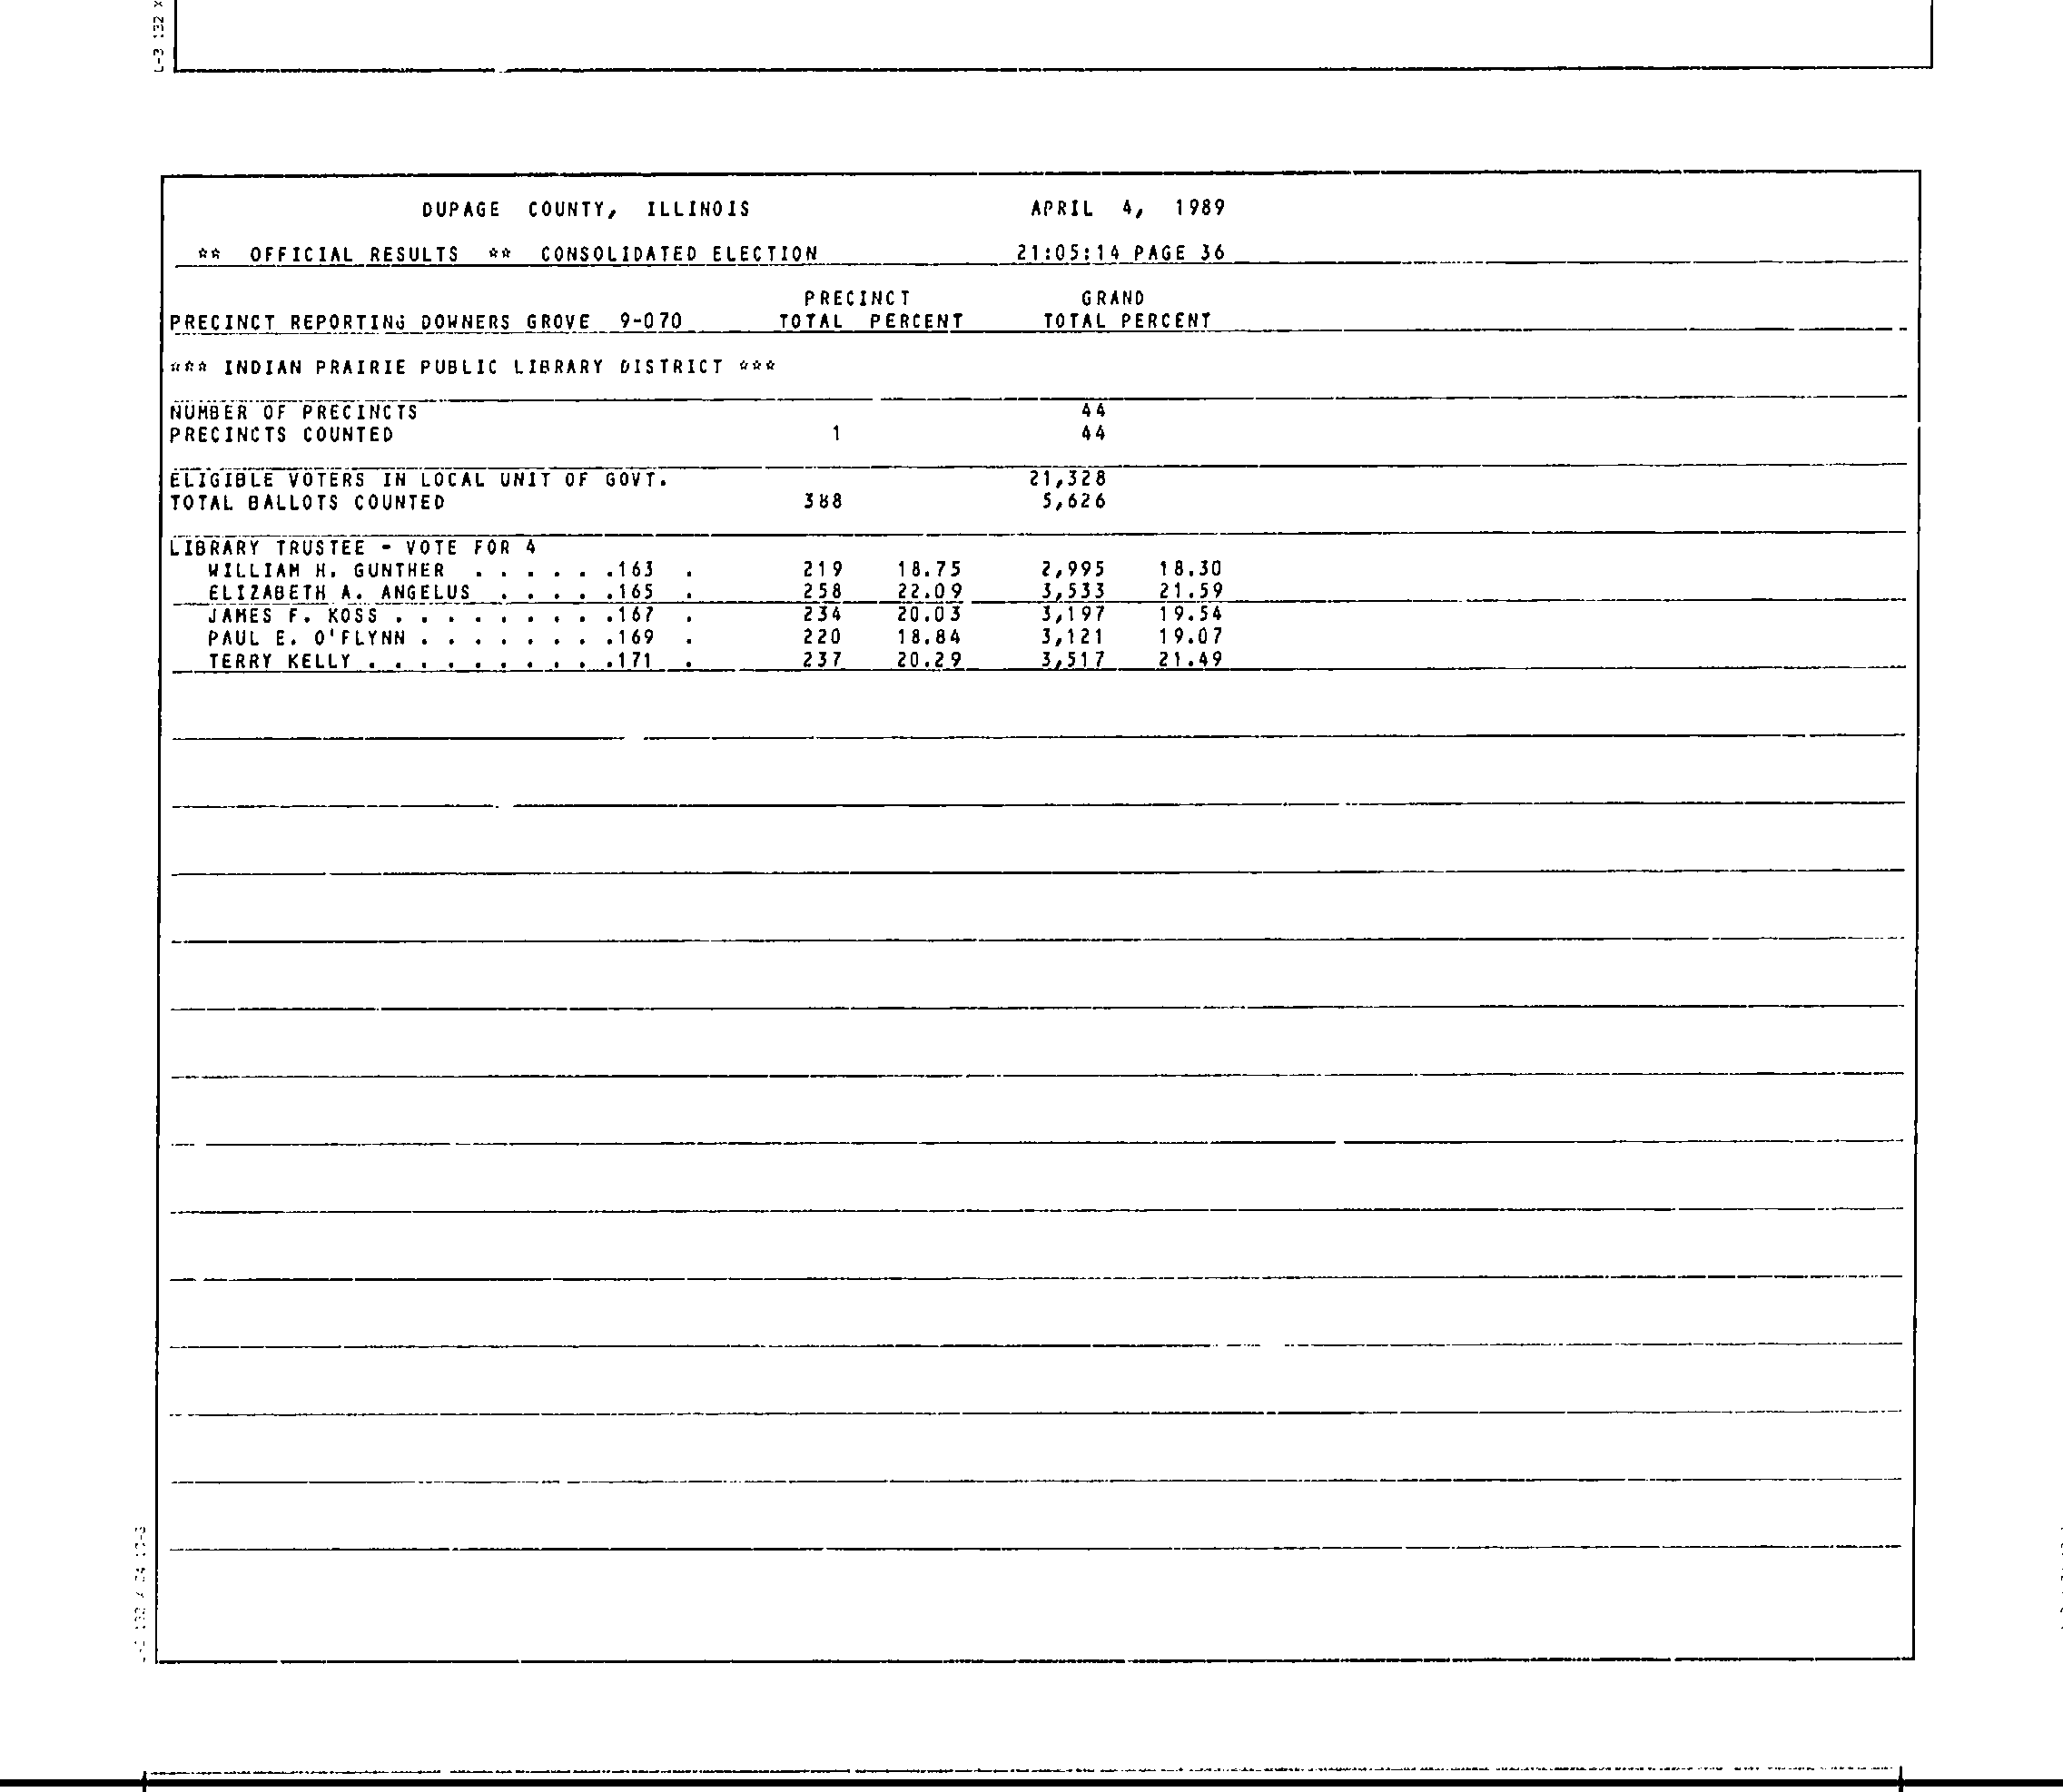 L-3 132 X
DUPAGE COUNTY, ILLINOIS APRIL 4, 1989
** OFFICIAL RESULTS ** CONSOLIDATED ELECTION 21:05:14 PAGE 36
PRECINCT GRAND
PRECINCT REPORTING DOWNERS GROVE 9-070 TOTAL PERCENT TOTAL PERCENT
*** INDIAN PRAIRIE PUBLIC LIBRARY DISTRICT ***
NUMBER OF PRECINCTS 44
PRECINCTS COUNTED 1 44
ELIGIBLE VOTERS IN LOCAL UNIT OF GOVT. 21,328
TOTAL BALLOTS COUNTED 388 5,626
LIBRARY TRUSTEE - VOTE FOR 4
WILLIAM H. GUNTHER . . . . . .163 . 219 18.75 2,995 18.30
ELIZABETH A. ANGELUS . . . . .165 . 258 22.09 3,533 21.59
JAMES F. KOSS . . . . . . . . .167 . 234 20.03 3,197 19.54
PAUL E. O'FLYNN . . . . . . . .169 . 220 18.84 3,121 19.07
TERRY KELLY . . . . . . . . . .171 . 237 20.29 3,517 21.49